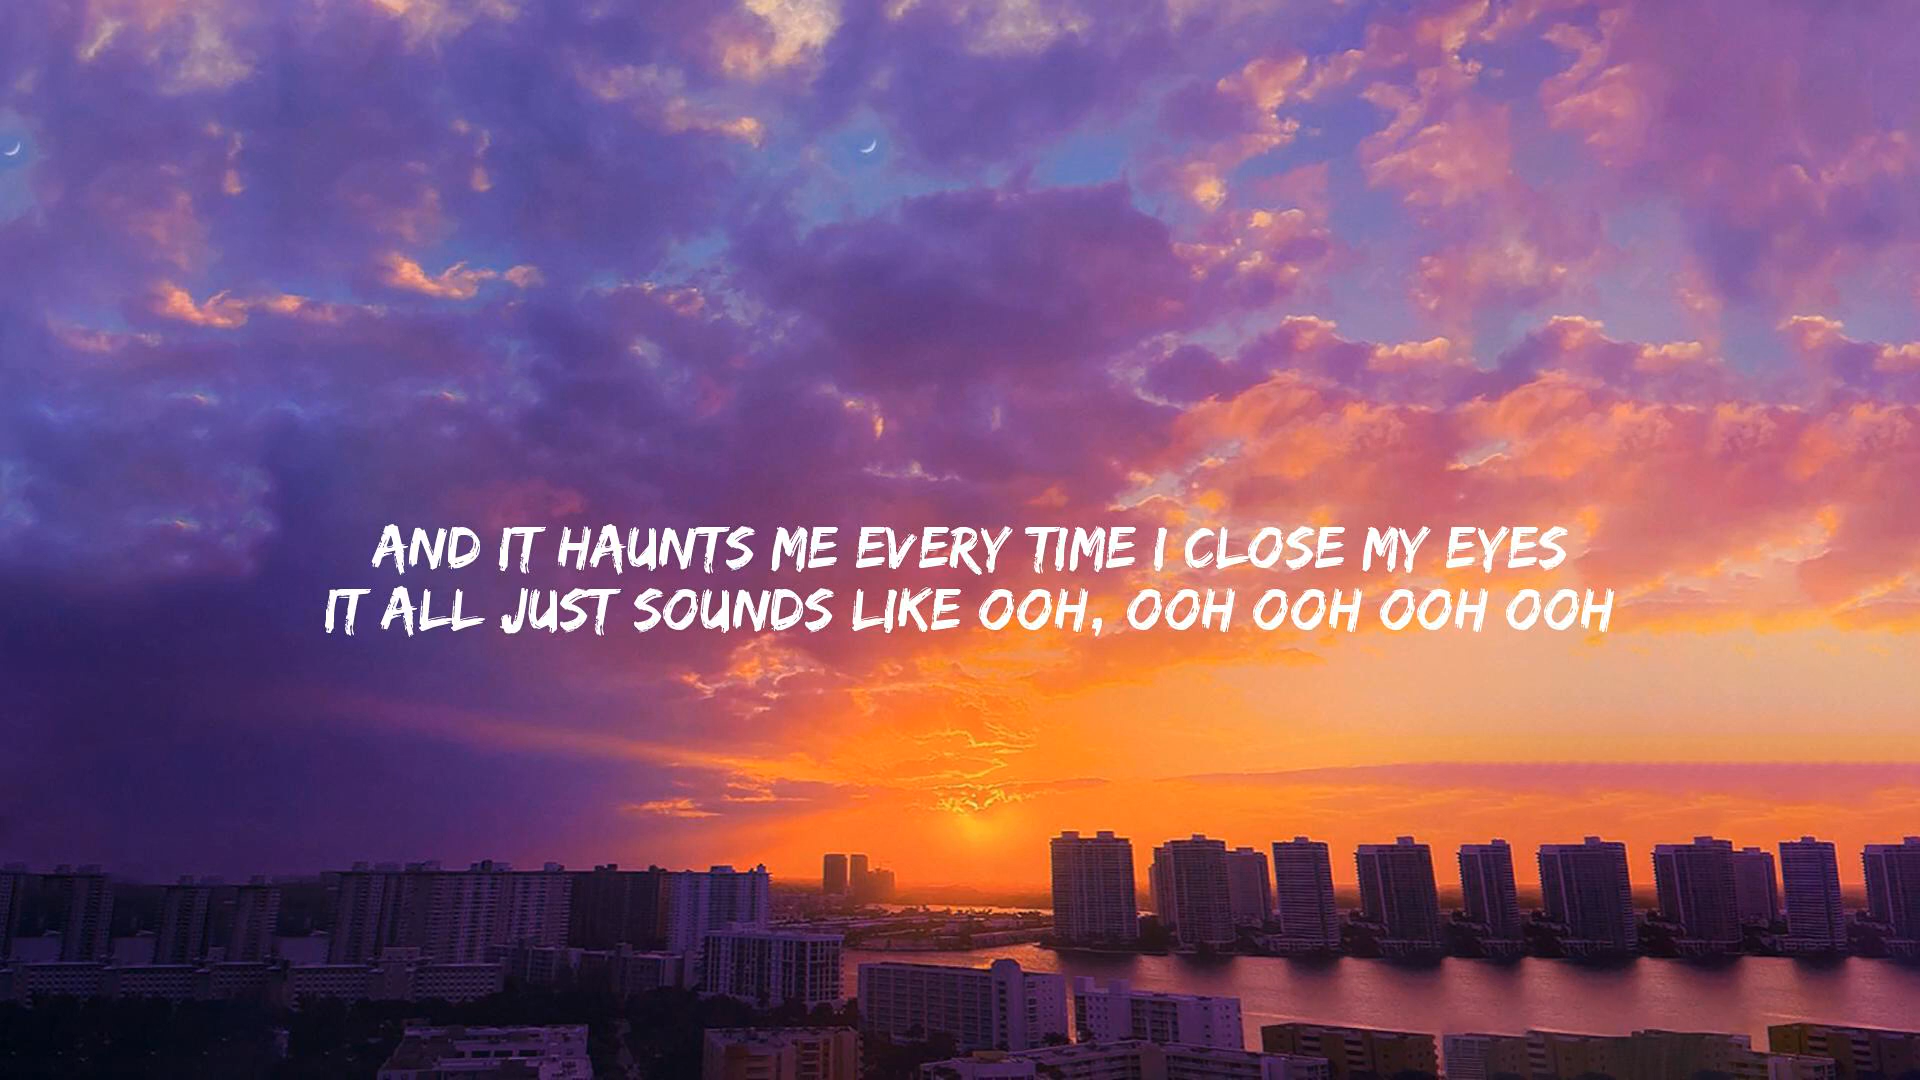 AND IT HAUNTS ME EVERY TIME I CLOSE MY EYES
IT ALL JUST SOUNDS LIKE OOH, OOH OOH OOH OOH